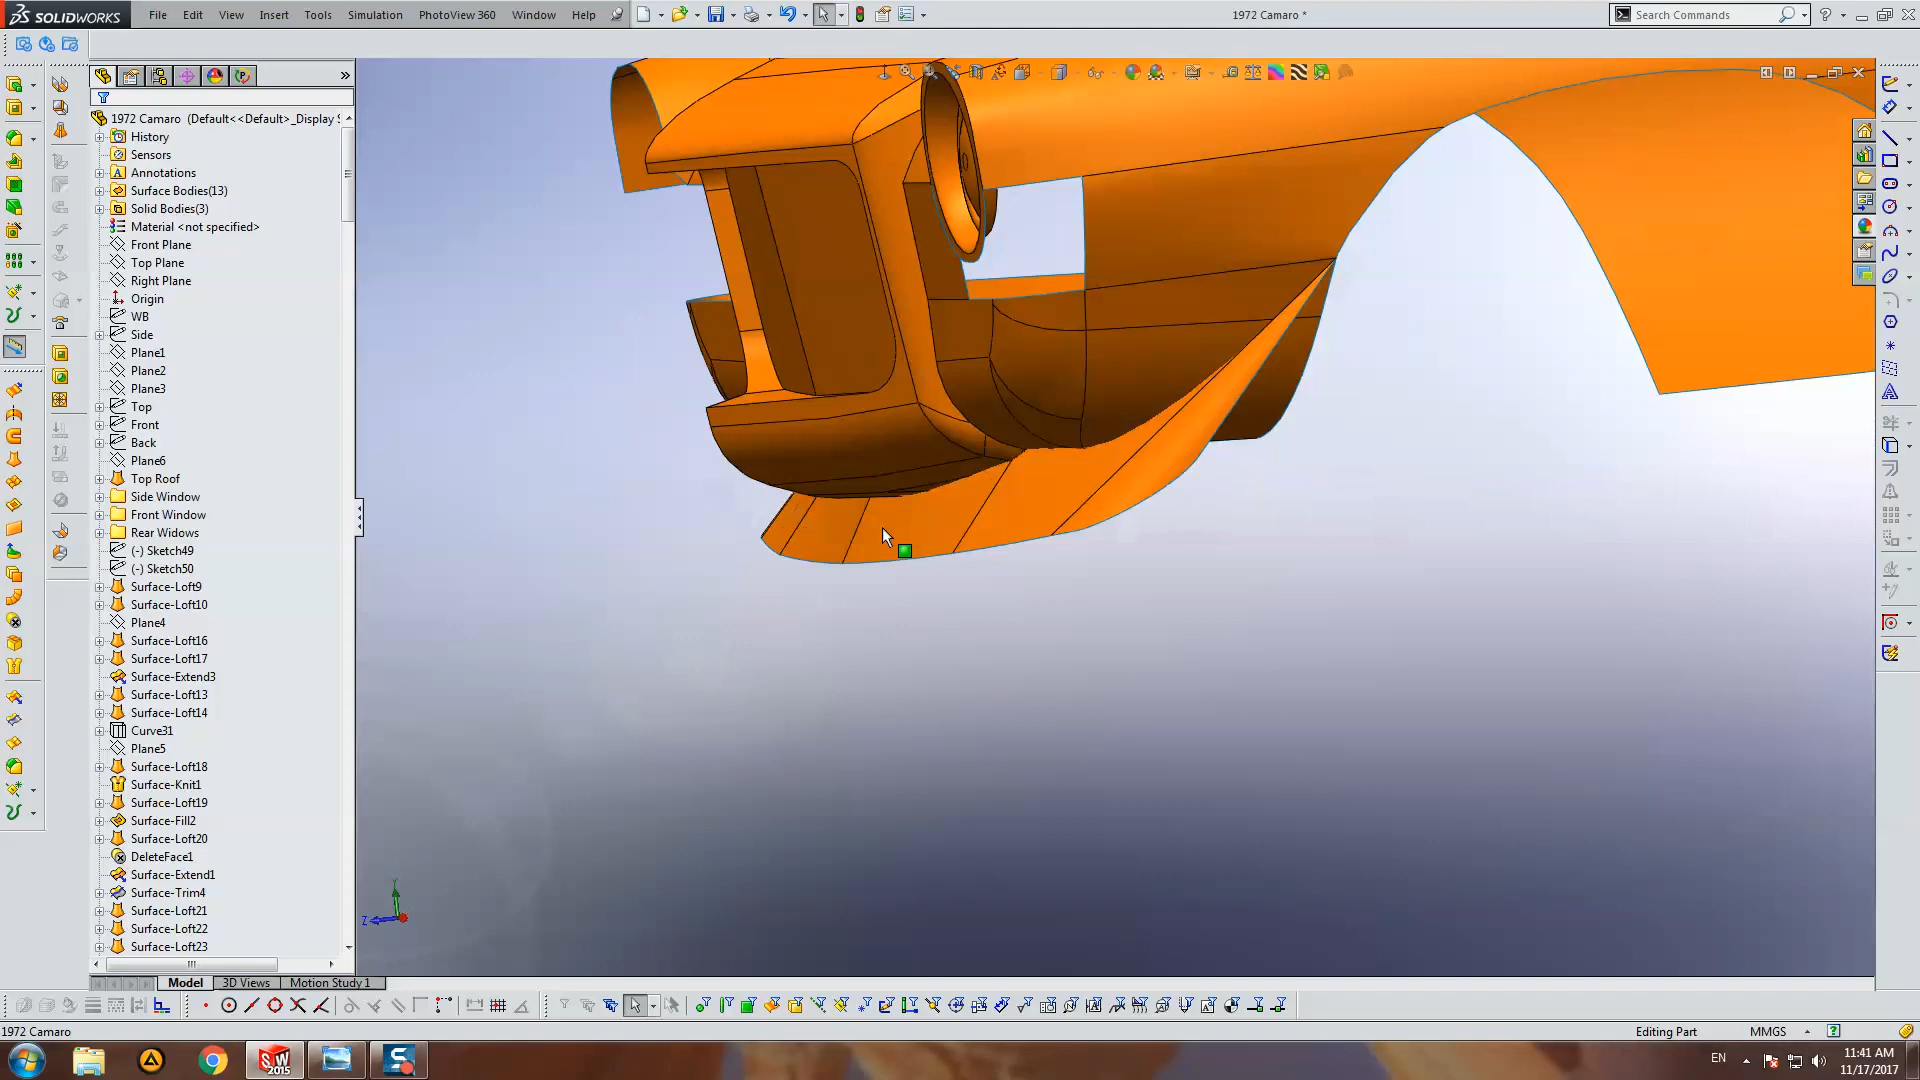 SOLIDWORKS File Edit View Insert Tools Simulation PhotoView 360 Window Help 1972 Camaro * Search Commands
1972 Camaro (Default<<Default>_Display S
History
Sensors
Annotations
Surface Bodies(13)
Solid Bodies(3)
Material <not specified>
Front Plane
Top Plane
Right Plane
Origin
WB
Side
Plane1
Plane2
Plane3
Top
Front
Back
Plane6
Top Roof
Side Window
Front Window
Rear Widows
(-) Sketch49
(-) Sketch50
Surface-Loft9
Surface-Loft10
Plane4
Surface-Loft16
Surface-Loft17
Surface-Extend3
Surface-Loft13
Surface-Loft14
Curve31
Plane5
Surface-Loft18
Surface-Knit1
Surface-Loft19
Surface-Fill2
Surface-Loft20
DeleteFace1
Surface-Extend1
Surface-Trim4
Surface-Loft21
Surface-Loft22
Surface-Loft23
Y
Z
Model 3D Views Motion Study 1
1972 Camaro Editing Part MMGS
SW 2015 S EN 11:41 AM
11/17/2017